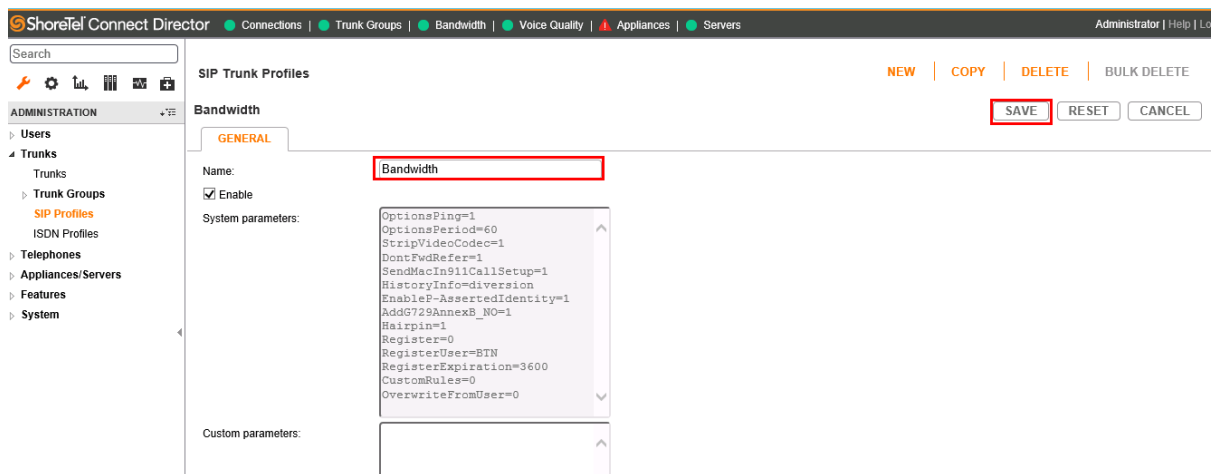 ShoreTel Connect Director Connections | Trunk Groups | Bandwidth | Voice Quality | Appliances | Servers Administrator | Help | Lo
Search
SIP Trunk Profiles NEW | COPY | DELETE | BULK DELETE
ADMINISTRATION
Users
Trunks
Trunks
Trunk Groups
SIP Profiles
ISDN Profiles
Telephones
Appliances/Servers
Features
System
Bandwidth SAVE RESET CANCEL
GENERAL
Name: Bandwidth
Enable
System parameters:
OptionsPing=1
OptionsPeriod=60
StripVideoCodec=1
DontFwdRefer=1
SendMacIn911CallSetup=1
HistoryInfo=diversion
EnableP-AssertedIdentity=1
AddG729AnnexB_NO=1
Hairpin=1
Register=0
RegisterUser=BTN
RegisterExpiration=3600
CustomRules=0
OverwriteFromUser=0
Custom parameters: